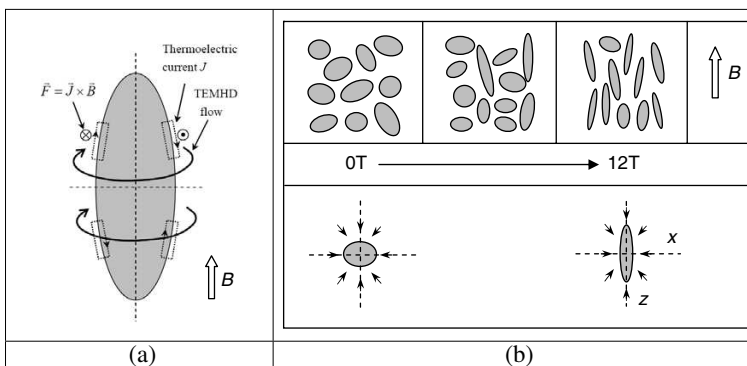 Thermoelectric
current J
F⃗ = J⃗ × B⃗
TEMHD
flow
B
(a)
B
0T
12T
x
z
(b)